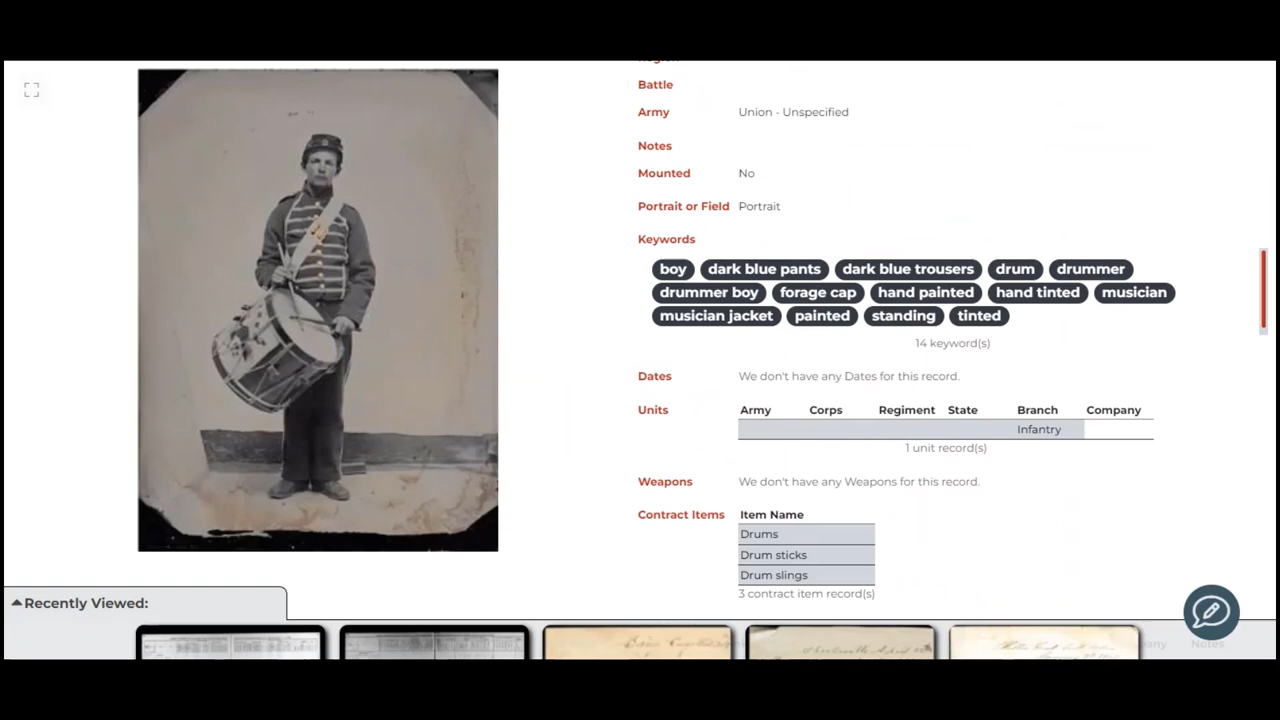 Region
Battle
Army Union - Unspecified
Notes
Mounted No
Portrait or Field Portrait
Keywords
boy dark blue pants dark blue trousers drum drummer
drummer boy forage cap hand painted hand tinted musician
musician jacket painted standing tinted
14 keyword(s)
Dates We don't have any Dates for this record.
Units Army Corps Regiment State Branch Company
Infantry
1 unit record(s)
Weapons We don't have any Weapons for this record.
Contract Items Item Name
Drums
Drum sticks
Drum slings
3 contract item record(s)
Recently Viewed:
Notes